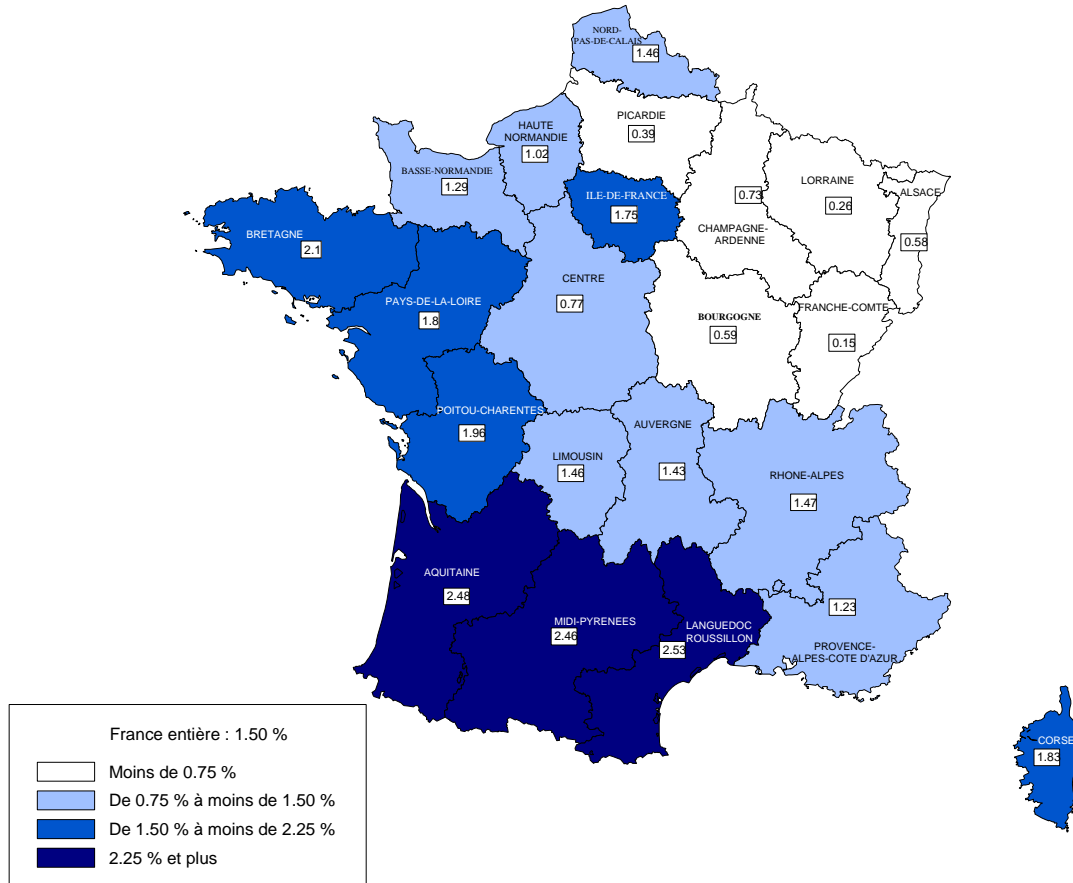 NORD-
PAS-DE-CALAIS
1.46
PICARDIE
0.39
HAUTE
NORMANDIE
1.02
BASSE-NORMANDIE
1.29
ILE-DE-FRANCE
1.75
0.73
CHAMPAGNE-
ARDENNE
LORRAINE
0.26
ALSACE
0.58
BRETAGNE
2.1
PAYS-DE-LA-LOIRE
1.8
CENTRE
0.77
BOURGOGNE
0.59
FRANCHE-COMTE
0.15
POITOU-CHARENTES
1.96
LIMOUSIN
1.46
AUVERGNE
1.43
RHONE-ALPES
1.47
AQUITAINE
2.48
MIDI-PYRENEES
2.46
LANGUEDOC
ROUSSILLON
2.53
1.23
PROVENCE-
ALPES-COTE D'AZUR
CORSE
1.83
France entière : 1.50 %
Moins de 0.75 %
De 0.75 % à moins de 1.50 %
De 1.50 % à moins de 2.25 %
2.25 % et plus